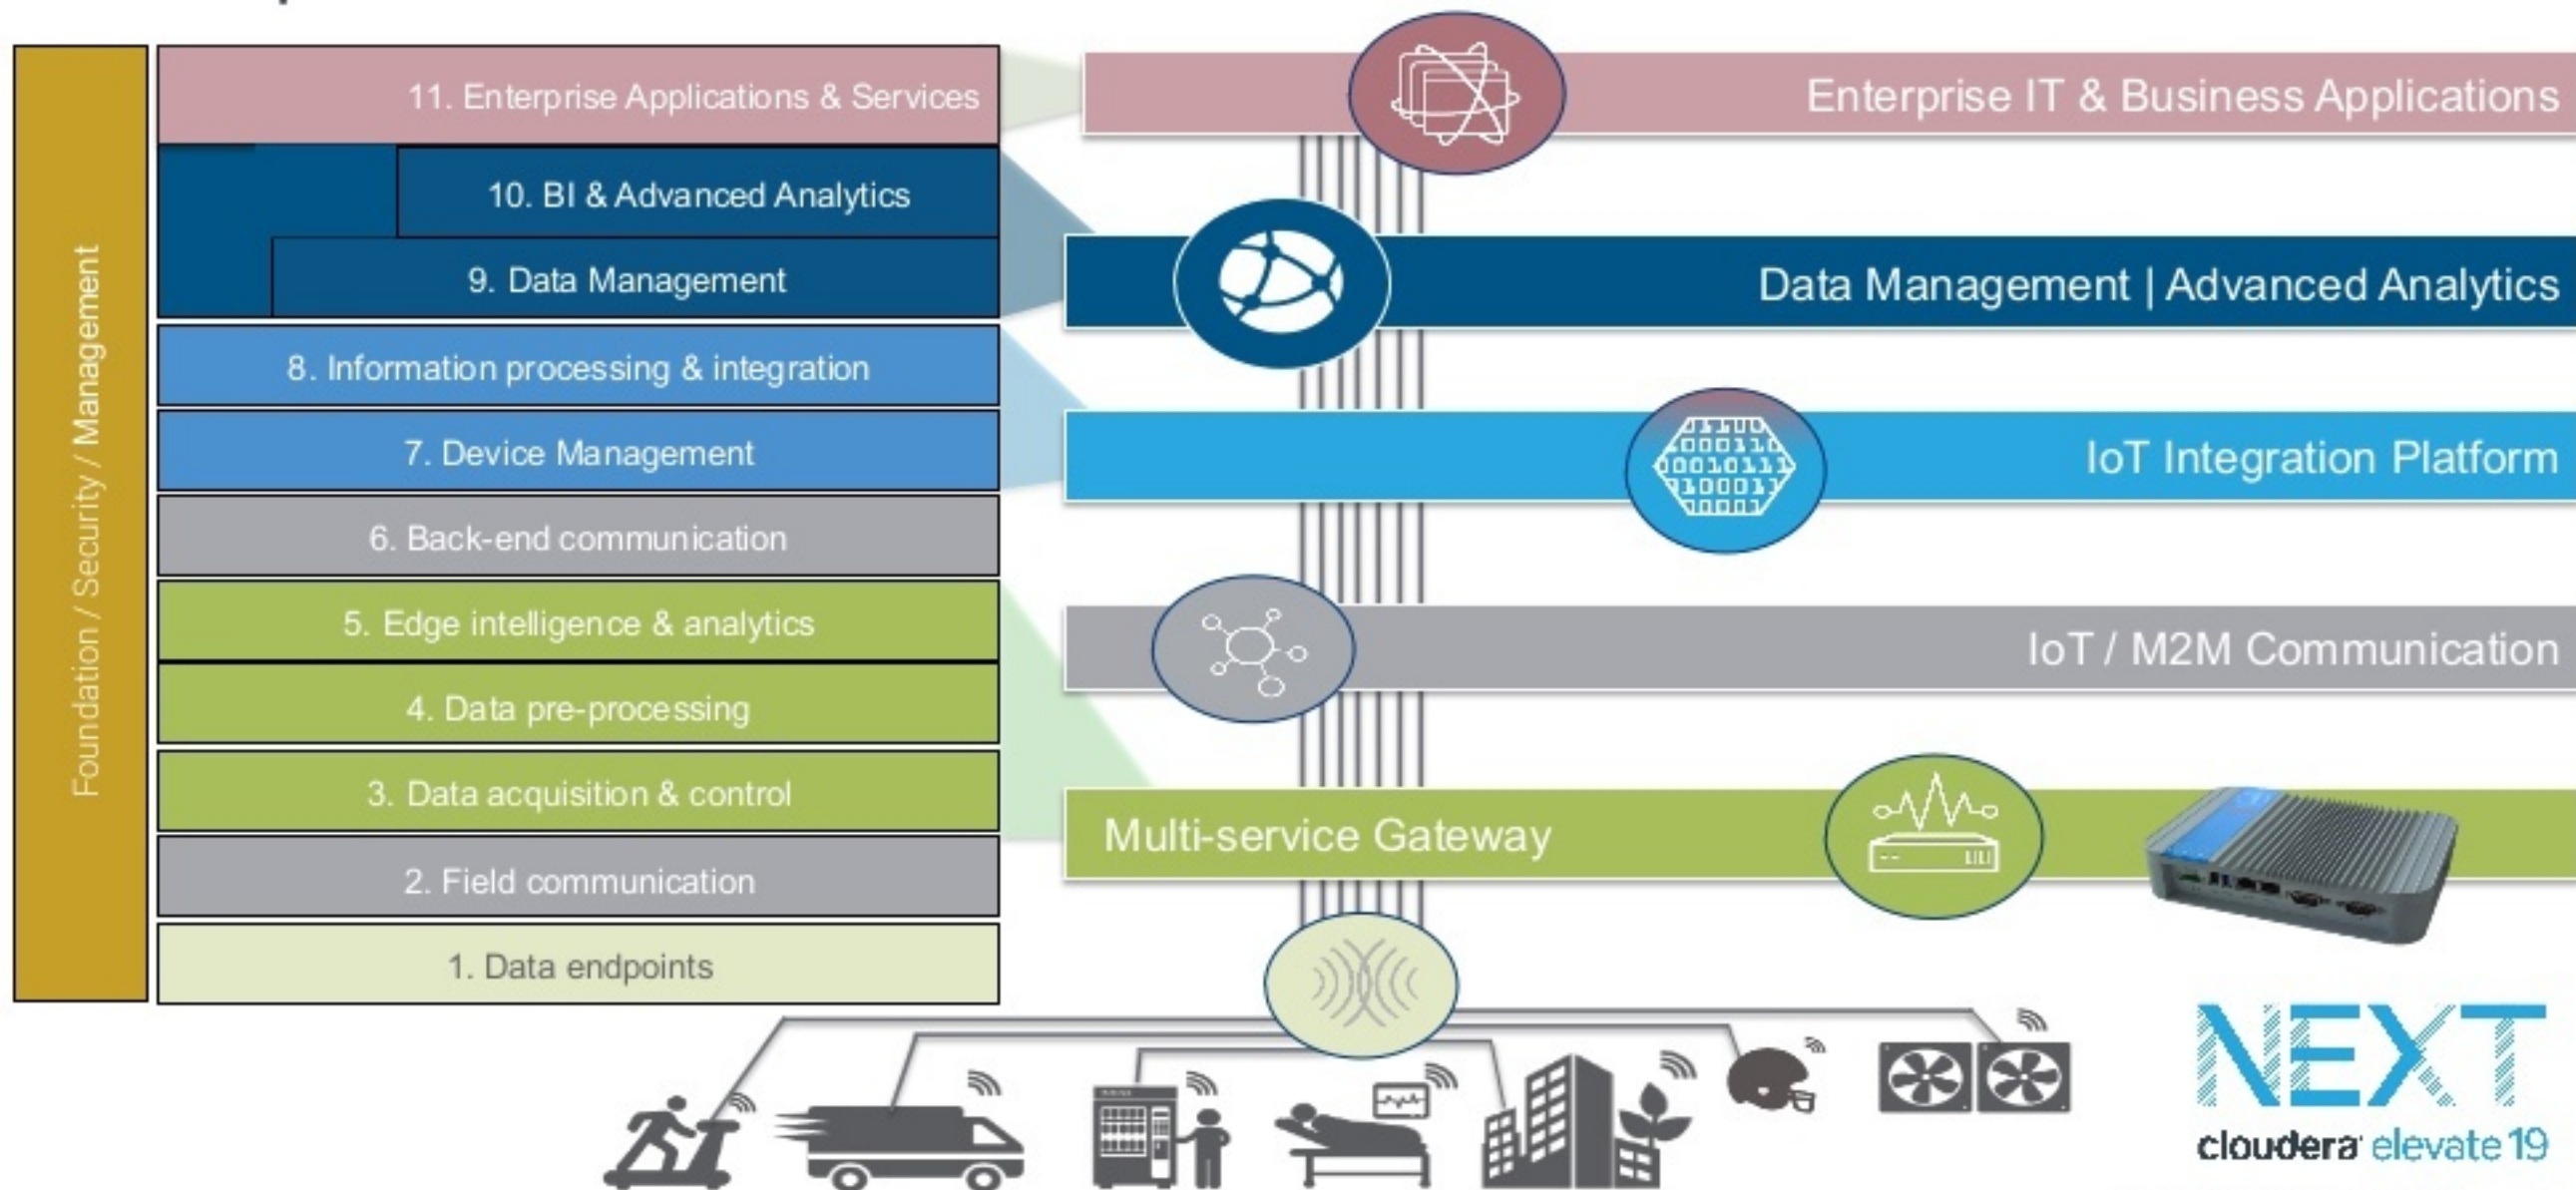 Foundation / Security / Management
11. Enterprise Applications & Services
10. BI & Advanced Analytics
9. Data Management
8. Information processing & integration
7. Device Management
6. Back-end communication
5. Edge intelligence & analytics
4. Data pre-processing
3. Data acquisition & control
2. Field communication
1. Data endpoints
Enterprise IT & Business Applications
Data Management | Advanced Analytics
IoT Integration Platform
IoT / M2M Communication
Multi-service Gateway
NEXT
cloudera elevate 19